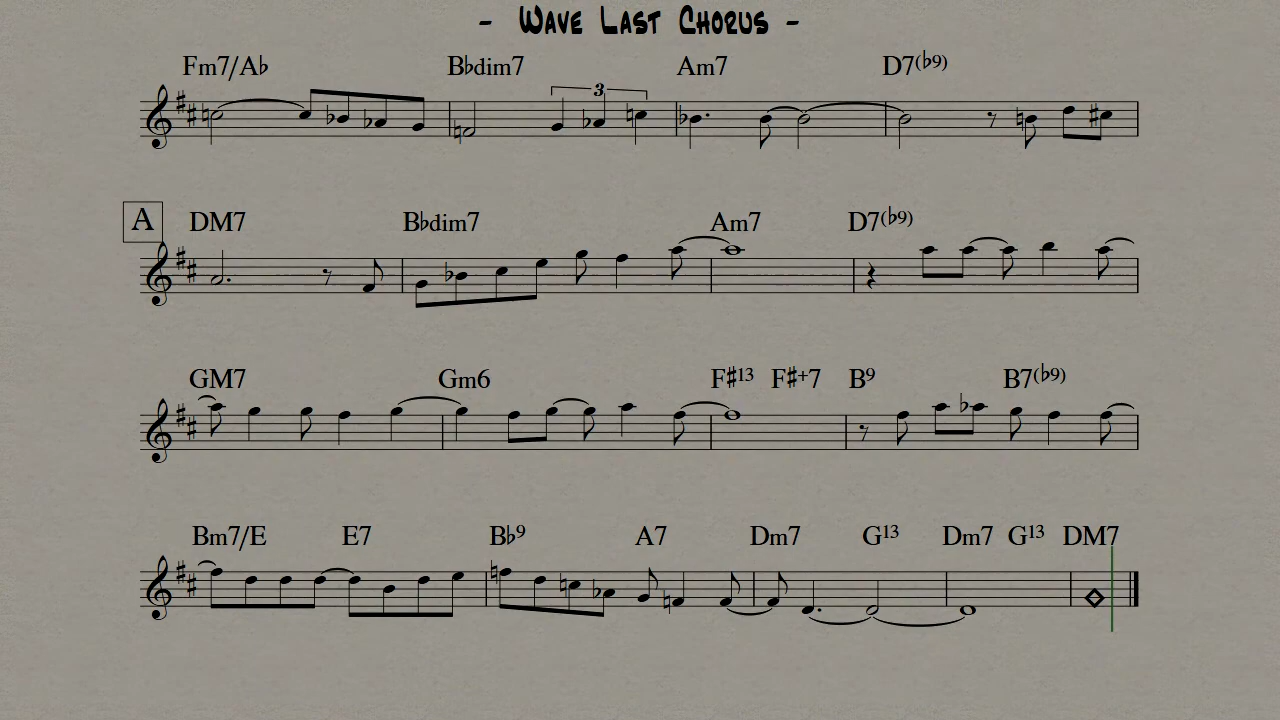 - Wave Last Chorus -
Fm7/A♭ B♭dim7 Am7 D7(♭9)
3
A DM7 B♭dim7 Am7 D7(♭9)
GM7 Gm6 F♯13 F♯+7 B9 B7(♭9)
Bm7/E E7 B♭9 A7 Dm7 G13 Dm7 G13 DM7